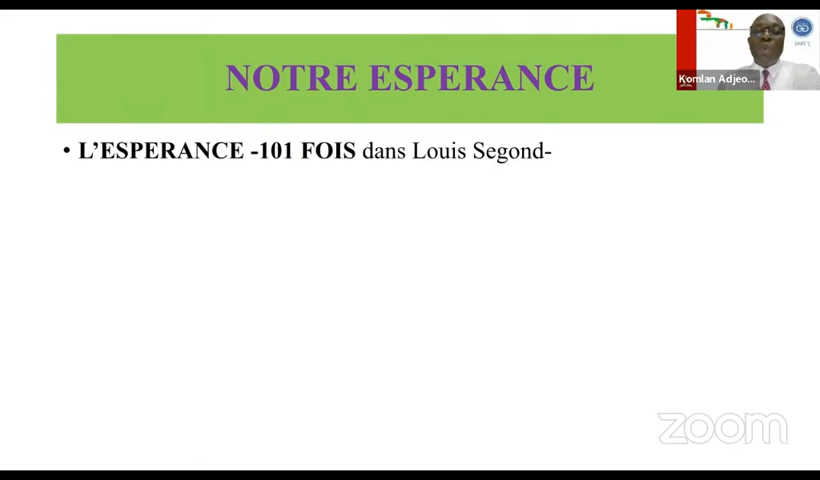 NOTRE ESPERANCE
Komlan Adjeo...
• L’ESPERANCE -101 FOIS dans Louis Segond-
zoom